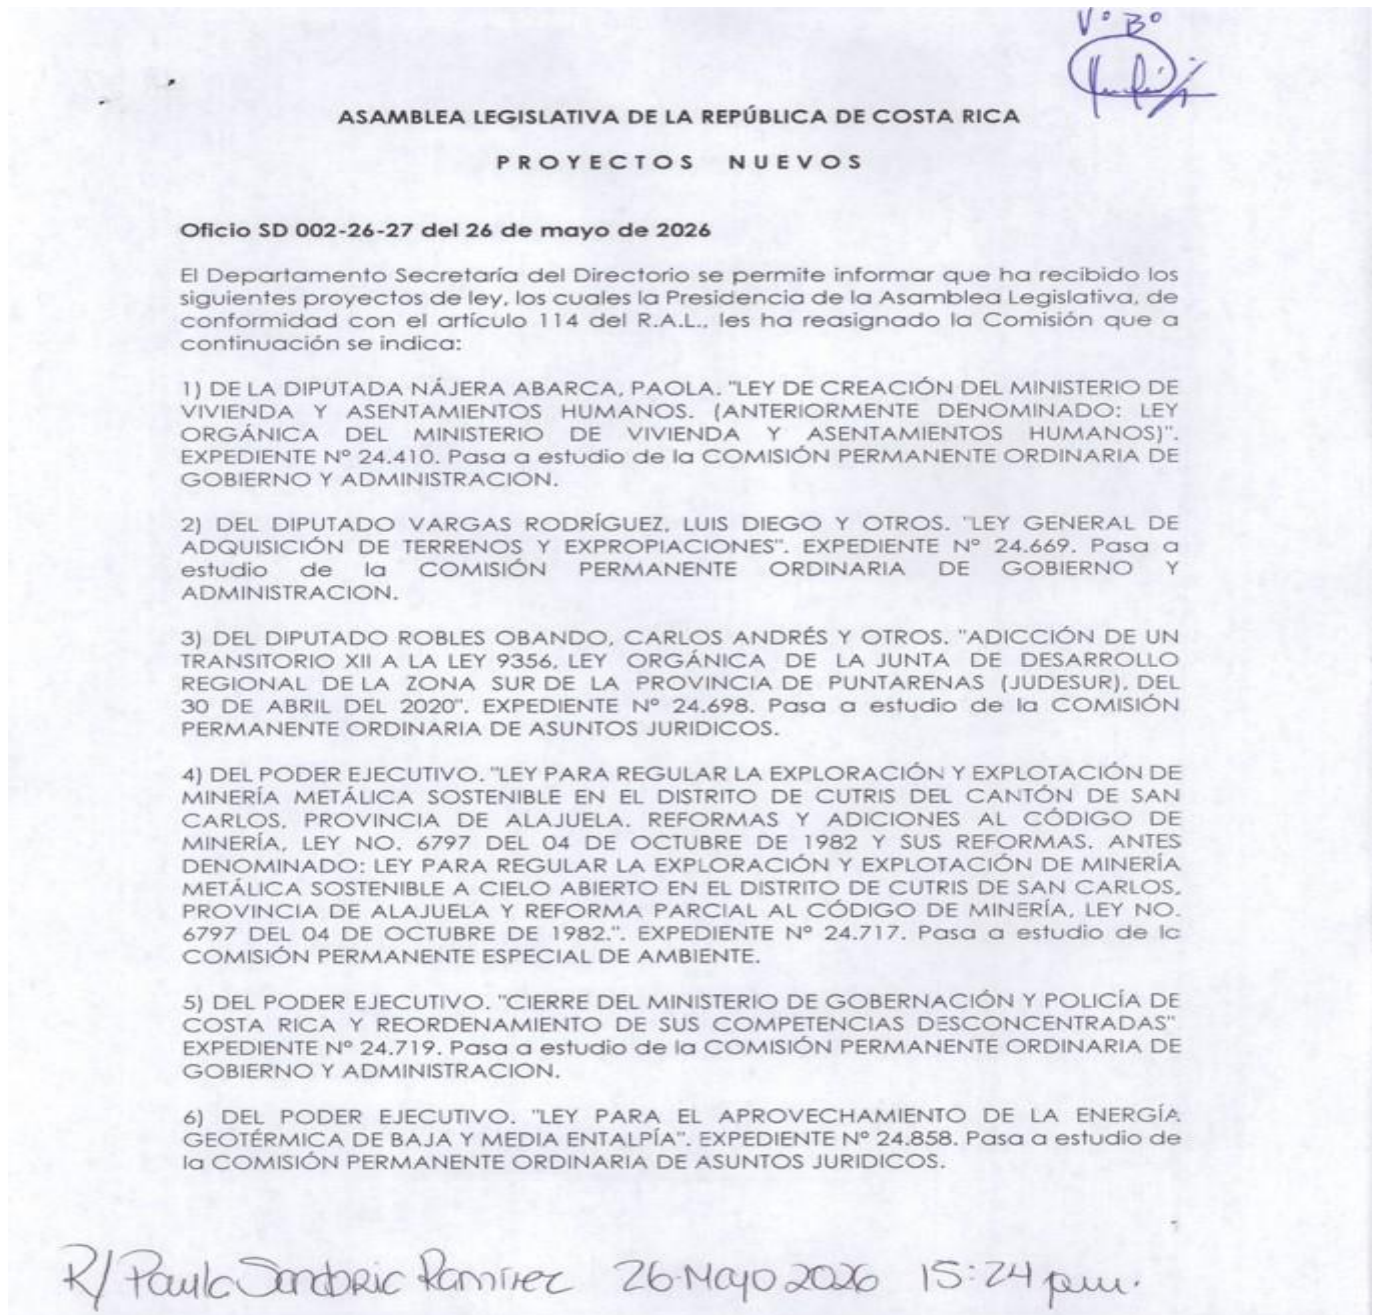 V° B°
ASAMBLEA LEGISLATIVA DE LA REPÚBLICA DE COSTA RICA
PROYECTOS NUEVOS
Oficio SD 002-26-27 del 26 de mayo de 2026
El Departamento Secretaría del Directorio se permite informar que ha recibido los
siguientes proyectos de ley, los cuales la Presidencia de la Asamblea Legislativa, de
conformidad con el artículo 114 del R.A.L., les ha reasignado la Comisión que a
continuación se indica:
1) DE LA DIPUTADA NÁJERA ABARCA, PAOLA. "LEY DE CREACIÓN DEL MINISTERIO DE
VIVIENDA Y ASENTAMIENTOS HUMANOS. (ANTERIORMENTE DENOMINADO: LEY
ORGÁNICA DEL MINISTERIO DE VIVIENDA Y ASENTAMIENTOS HUMANOS)".
EXPEDIENTE Nº 24.410. Pasa a estudio de la COMISIÓN PERMANENTE ORDINARIA DE
GOBIERNO Y ADMINISTRACION.
2) DEL DIPUTADO VARGAS RODRÍGUEZ, LUIS DIEGO Y OTROS. "LEY GENERAL DE
ADQUISICIÓN DE TERRENOS Y EXPROPIACIONES". EXPEDIENTE Nº 24.669. Pasa a
estudio de la COMISIÓN PERMANENTE ORDINARIA DE GOBIERNO Y
ADMINISTRACION.
3) DEL DIPUTADO ROBLES OBANDO, CARLOS ANDRÉS Y OTROS. "ADICCIÓN DE UN
TRANSITORIO XII A LA LEY 9356, LEY ORGÁNICA DE LA JUNTA DE DESARROLLO
REGIONAL DE LA ZONA SUR DE LA PROVINCIA DE PUNTARENAS (JUDESUR), DEL
30 DE ABRIL DEL 2020". EXPEDIENTE Nº 24.698. Pasa a estudio de la COMISIÓN
PERMANENTE ORDINARIA DE ASUNTOS JURIDICOS.
4) DEL PODER EJECUTIVO. "LEY PARA REGULAR LA EXPLORACIÓN Y EXPLOTACIÓN DE
MINERÍA METÁLICA SOSTENIBLE EN EL DISTRITO DE CUTRIS DEL CANTÓN DE SAN
CARLOS, PROVINCIA DE ALAJUELA. REFORMAS Y ADICIONES AL CÓDIGO DE
MINERÍA, LEY NO. 6797 DEL 04 DE OCTUBRE DE 1982 Y SUS REFORMAS. ANTES
DENOMINADO: LEY PARA REGULAR LA EXPLORACIÓN Y EXPLOTACIÓN DE MINERÍA
METÁLICA SOSTENIBLE A CIELO ABIERTO EN EL DISTRITO DE CUTRIS DE SAN CARLOS,
PROVINCIA DE ALAJUELA Y REFORMA PARCIAL AL CÓDIGO DE MINERÍA, LEY NO.
6797 DEL 04 DE OCTUBRE DE 1982.". EXPEDIENTE Nº 24.717. Pasa a estudio de la
COMISIÓN PERMANENTE ESPECIAL DE AMBIENTE.
5) DEL PODER EJECUTIVO. "CIERRE DEL MINISTERIO DE GOBERNACIÓN Y POLICÍA DE
COSTA RICA Y REORDENAMIENTO DE SUS COMPETENCIAS DESCONCENTRADAS".
EXPEDIENTE Nº 24.719. Pasa a estudio de la COMISIÓN PERMANENTE ORDINARIA DE
GOBIERNO Y ADMINISTRACION.
6) DEL PODER EJECUTIVO. "LEY PARA EL APROVECHAMIENTO DE LA ENERGÍA
GEOTÉRMICA DE BAJA Y MEDIA ENTALPÍA". EXPEDIENTE Nº 24.858. Pasa a estudio de
la COMISIÓN PERMANENTE ORDINARIA DE ASUNTOS JURIDICOS.
R/ Ramírez 26 Mayo 2026 15:24 p.m.